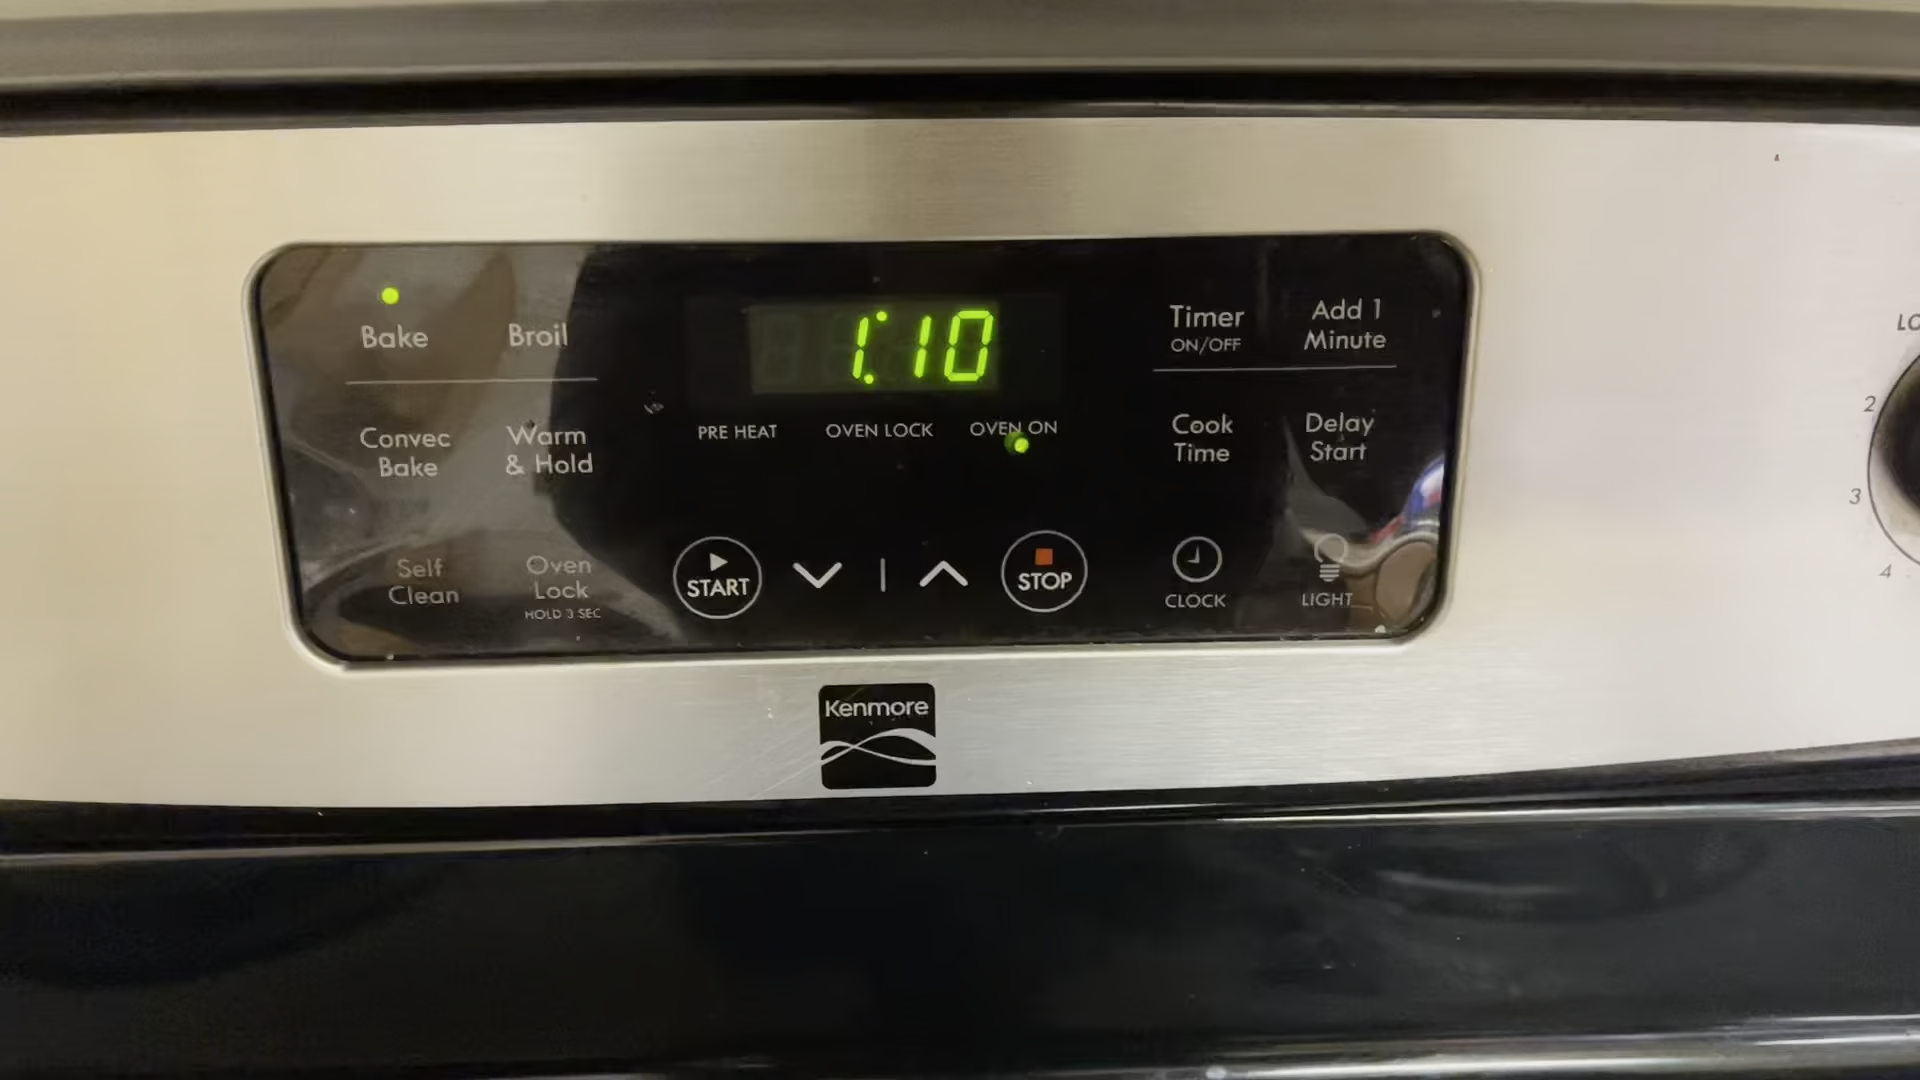 Bake
Broil
1:10
Timer
ON/OFF
Add 1
Minute
PRE HEAT
OVEN LOCK
OVEN ON
Convec
Bake
Warm
& Hold
Cook
Time
Delay
Start
Self
Clean
Oven
Lock
HOLD 3 SEC
START
STOP
CLOCK
LIGHT
Kenmore
LO
2
3
4